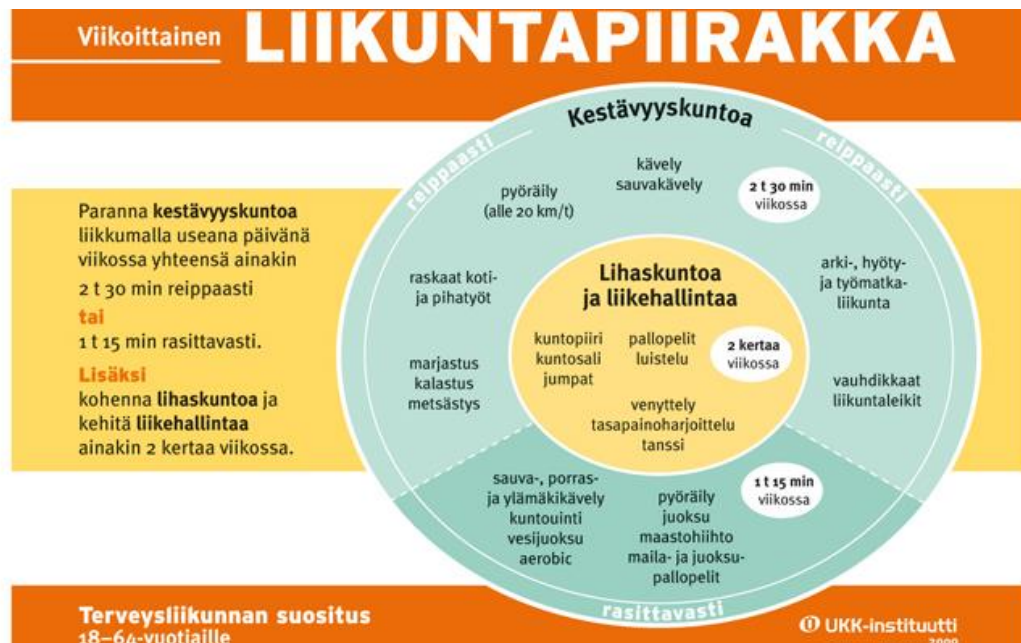 Viikoittainen LIIKUNTAPIIRAKKA
Paranna kestävyyskuntoa
liikkumalla useana päivänä
viikossa yhteensä ainakin
2 t 30 min reippaasti
tai
1 t 15 min rasittavasti.
Lisäksi
kohenna lihaskuntoa ja
kehitä liikehallintaa
ainakin 2 kertaa viikossa.
Kestävyyskuntoa
reippaasti
reippaasti
kävely
sauvakävely
2 t 30 min
viikossa
pyöräily
(alle 20 km/t)
raskaat koti-
ja pihatyöt
arki-, hyöty-
ja työmatka-
liikunta
marjastus
kalastus
metsästys
vauhdikkaat
liikuntaleikit
Lihaskuntoa
ja liikehallintaa
kuntopiiri
kuntosali
jumpat
pallopelit
luistelu
2 kertaa
viikossa
venyttely
tasapainoharjoittelu
tanssi
sauva-, porras-
ja ylämäkikävely
kuntouinti
vesijuoksu
aerobic
pyöräily
juoksu
maastohiihto
maila- ja juoksu-
pallopelit
1 t 15 min
viikossa
rasittavasti
Terveysliikunnan suositus
18–64-vuotiaille
UKK-instituutti
2009